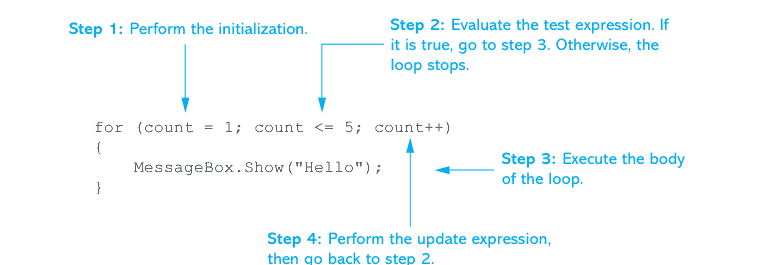 Step 1: Perform the initialization.
Step 2: Evaluate the test expression. If
it is true, go to step 3. Otherwise, the
loop stops.
for (count = 1; count <= 5; count++)
{
MessageBox.Show("Hello");
}
Step 3: Execute the body
of the loop.
Step 4: Perform the update expression,
then go back to step 2.